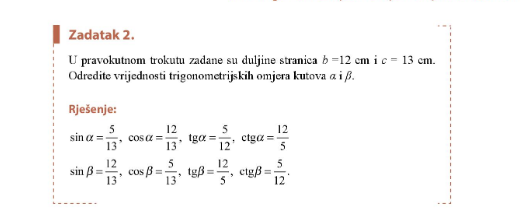 Zadatak 2.
U pravokutnom trokutu zadane su duljine stranica b =12 cm i c = 13 cm.
Odredite vrijednosti trigonometrijskih omjera kutova α i β.
Rješenje:
sin α = 5/13, cos α = 12/13, tgα = 5/12, ctgα = 12/5
sin β = 12/13, cos β = 5/13, tgβ = 12/5, ctgβ = 5/12.